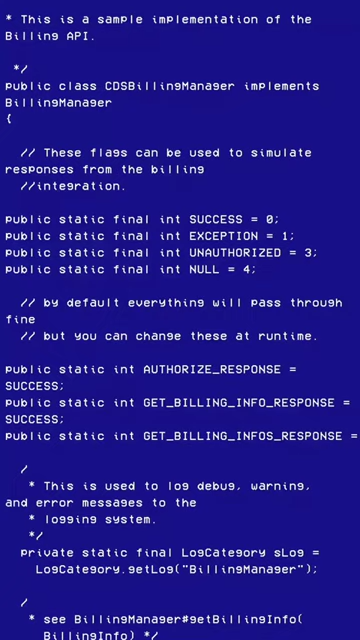 * This is a sample implementation of the
Billing API.
*/
public class CDSBillingManager implements
BillingManager
{
// These flags can be used to simulate
responses from the billing
//integration.
public static final int SUCCESS = 0;
public static final int EXCEPTION = 1;
public static final int UNAUTHORIZED = 3;
public static final int NULL = 4;
// by default everything will pass through
fine
// but you can change these at runtime.
public static int AUTHORIZE_RESPONSE =
SUCCESS;
public static int GET_BILLING_INFO_RESPONSE =
SUCCESS;
public static int GET_BILLING_INFOS_RESPONSE =
/
* This is used to log debug, warning,
and error messages to the
* logging system.
*/
private static final LogCategory sLog =
LogCategory.getLog("BillingManager");
/
* see BillingManager#getBillingInfo(
BillingInfo) */